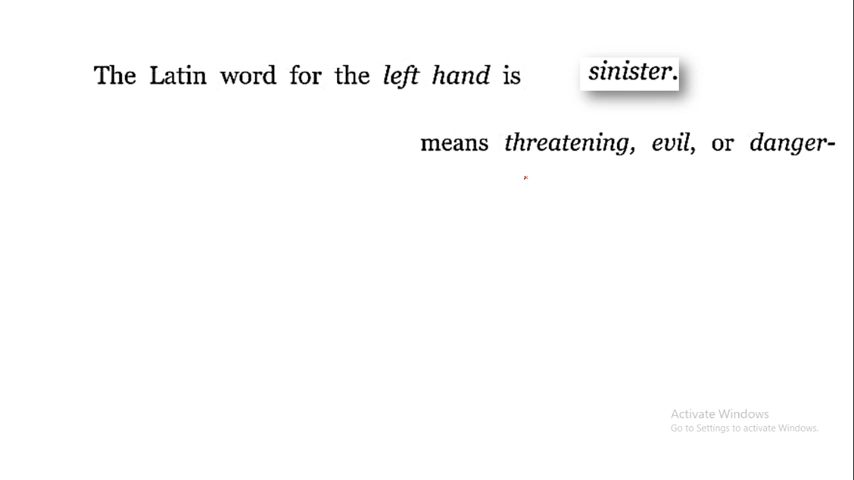 The Latin word for the left hand is sinister.
means threatening, evil, or danger-
Activate Windows
Go to Settings to activate Windows.